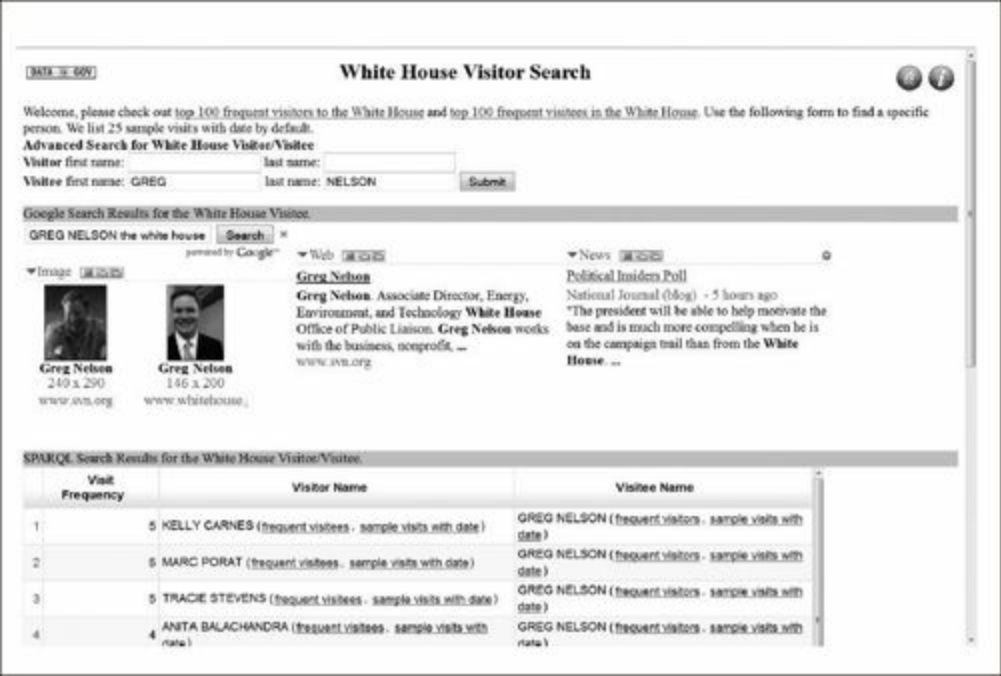 DATA GOV
White House Visitor Search
Welcome, please check out top 100 frequent visitors to the White House and top 100 frequent visitees in the White House. Use the following form to find a specific
person. We list 25 sample visits with date by default.
Advanced Search for White House Visitor/Visitee
Visitor first name: last name:
Visitee first name: GREG last name: NELSON Submit
Google Search Results for the White House Visitee.
GREG NELSON the white house Search ×
powered by Google™
Image
Greg Nelson
240 x 290
www.svn.org
Greg Nelson
146 x 200
www.whitehouse.
Web
Greg Nelson
Greg Nelson. Associate Director, Energy,
Environment, and Technology White House
Office of Public Liaison. Greg Nelson works
with the business, nonprofit, ...
www.svn.org
News
Political Insiders Poll
National Journal (blog) - 5 hours ago
"The president will be able to help motivate the
base and is much more compelling when he is
on the campaign trail than from the White
House. ...
SPARQL Search Results for the White House Visitor/Visitee.
Visit Frequency Visitor Name Visitee Name
1 5 KELLY CARNES (frequent visitees, sample visits with date) GREG NELSON (frequent visitors, sample visits with date)
2 5 MARC PORAT (frequent visitees, sample visits with date) GREG NELSON (frequent visitors, sample visits with date)
3 5 TRACIE STEVENS (frequent visitees, sample visits with date) GREG NELSON (frequent visitors, sample visits with date)
4 4 ANITA BALACHANDRA (frequent visitees, sample visits with date) GREG NELSON (frequent visitors, sample visits with date)